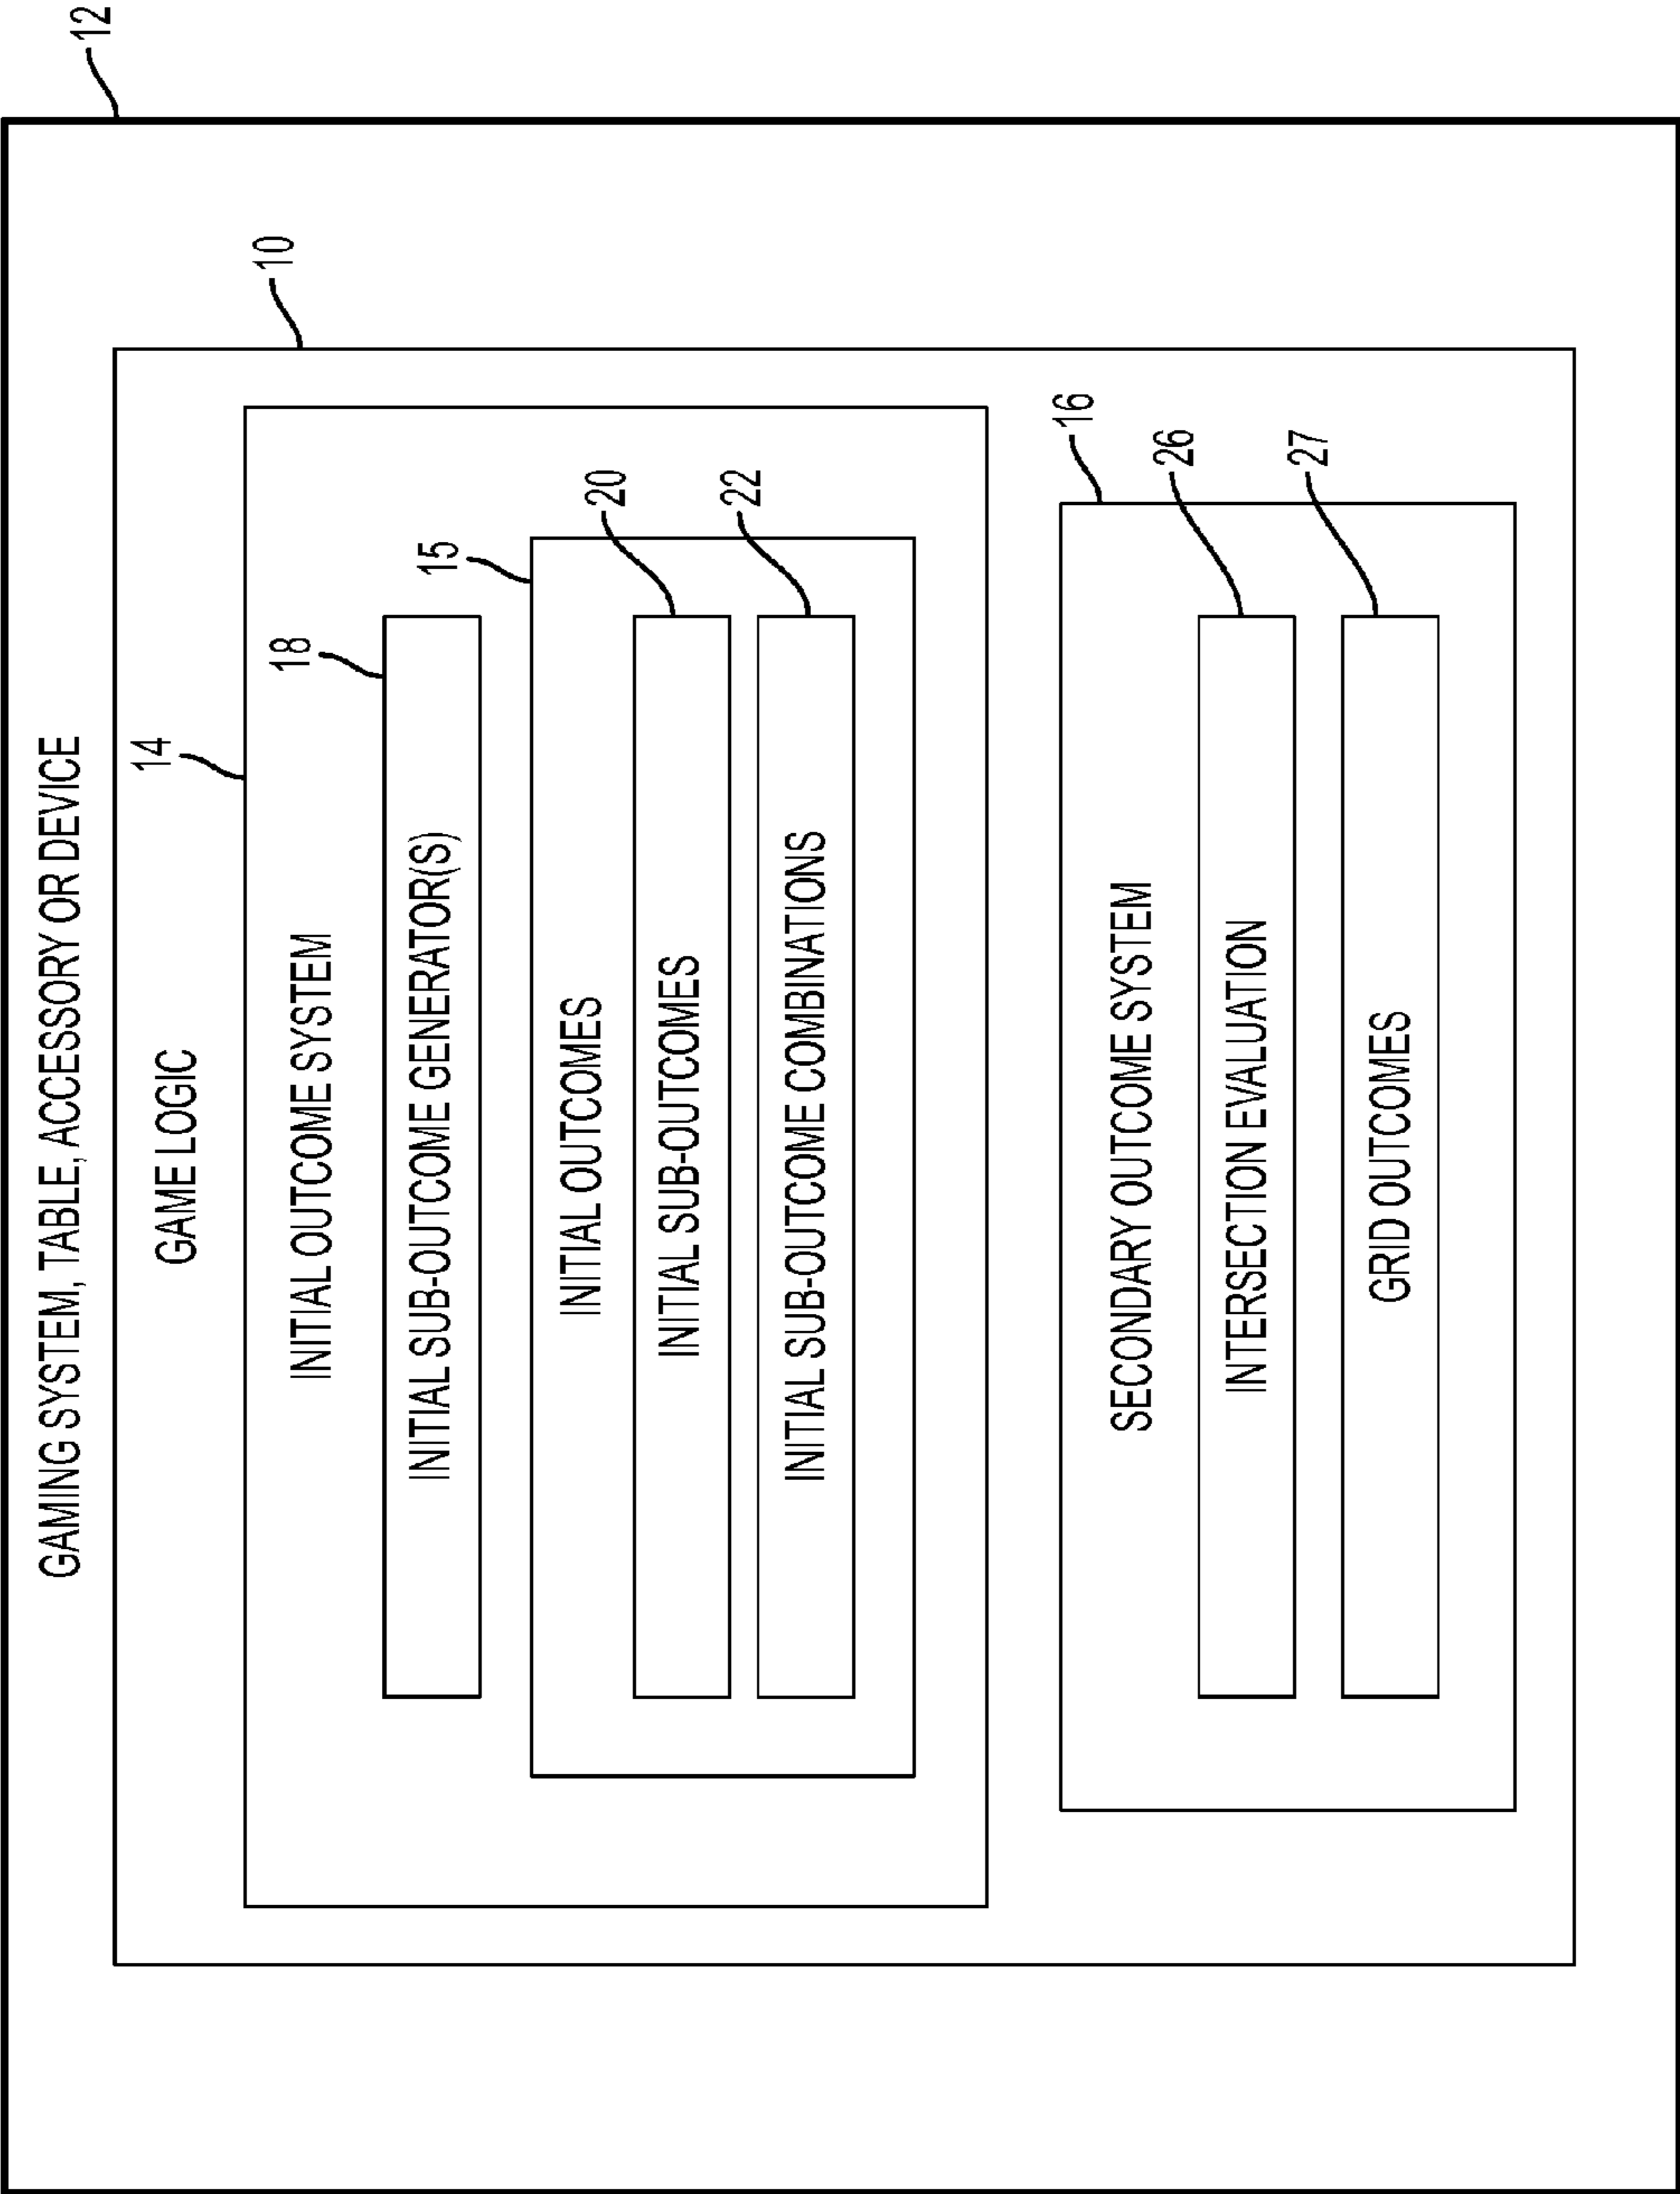 12
GAMING SYSTEM, TABLE, ACCESSORY OR DEVICE
10
GAME LOGIC
14
INITIAL OUTCOME SYSTEM
18
INITIAL SUB-OUTCOME GENERATOR(S)
15
INITIAL OUTCOMES
20
INITIAL SUB-OUTCOMES
22
INITIAL SUB-OUTCOME COMBINATIONS
16
SECONDARY OUTCOME SYSTEM
26
INTERSECTION EVALUATION
27
GRID OUTCOMES